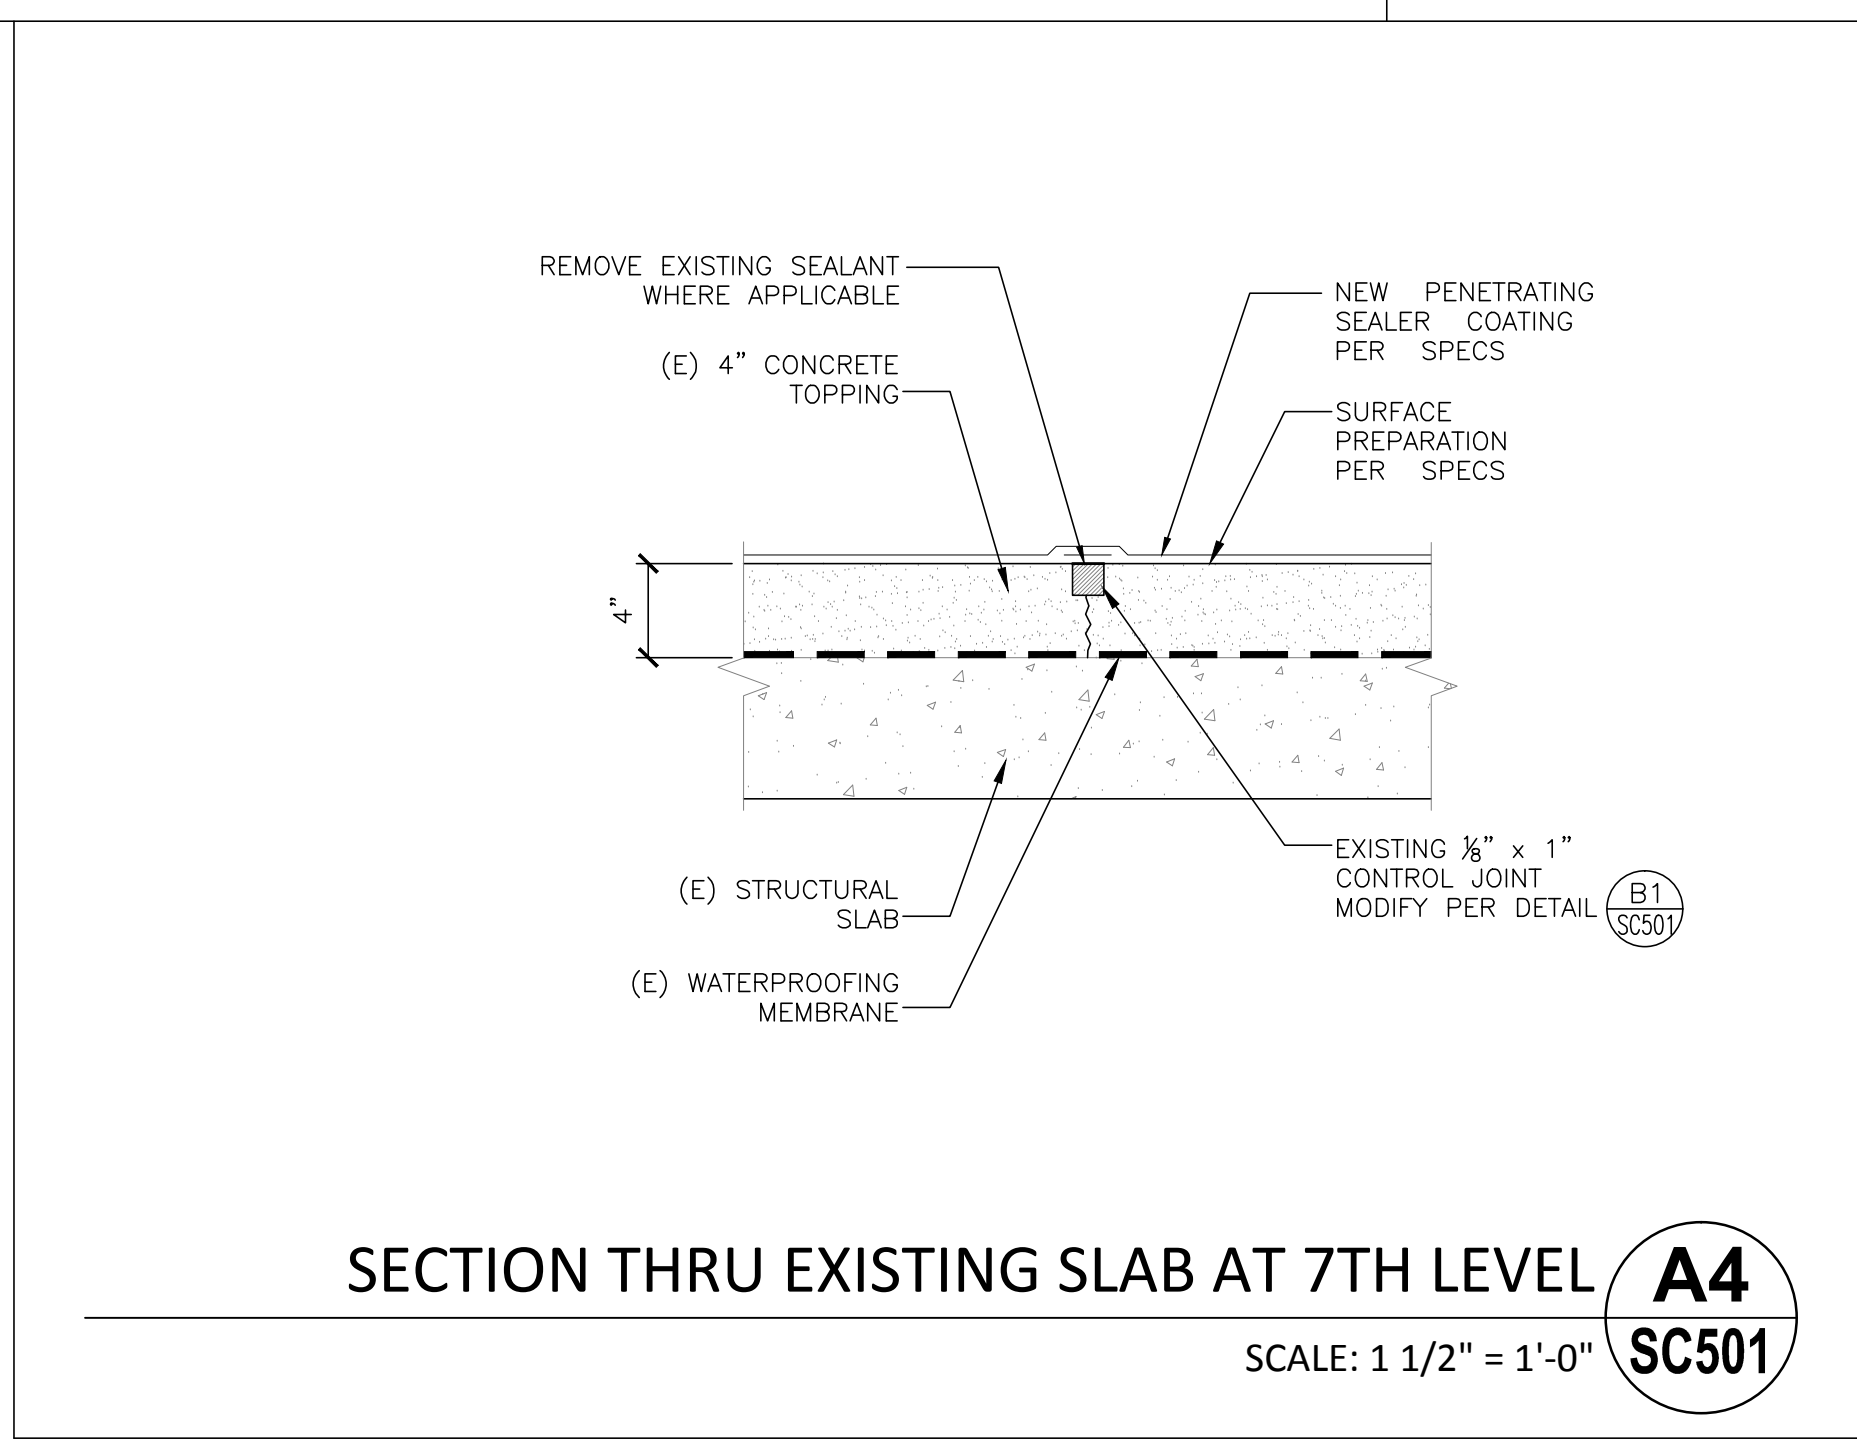 REMOVE EXISTING SEALANT
WHERE APPLICABLE
(E) 4" CONCRETE
TOPPING
NEW PENETRATING
SEALER COATING
PER SPECS
SURFACE
PREPARATION
PER SPECS
4"
(E) STRUCTURAL
SLAB
(E) WATERPROOFING
MEMBRANE
EXISTING ⅛" x 1"
CONTROL JOINT
MODIFY PER DETAIL
B1
SC501
SECTION THRU EXISTING SLAB AT 7TH LEVEL
SCALE: 1 1/2" = 1'-0"
A4
SC501